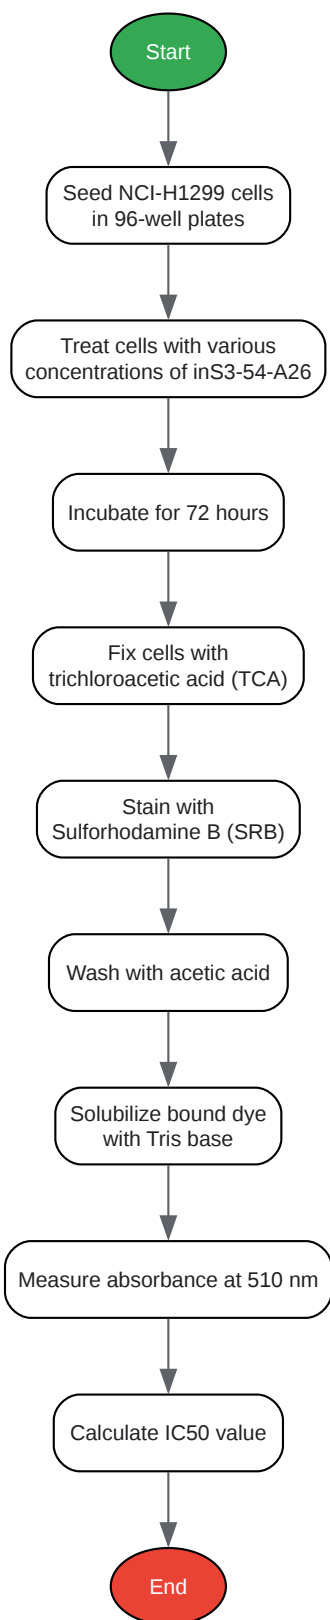 Start
Seed NCI-H1299 cells
in 96-well plates
Treat cells with various
concentrations of inS3-54-A26
Incubate for 72 hours
Fix cells with
trichloroacetic acid (TCA)
Stain with
Sulforhodamine B (SRB)
Wash with acetic acid
Solubilize bound dye
with Tris base
Measure absorbance at 510 nm
Calculate IC50 value
End